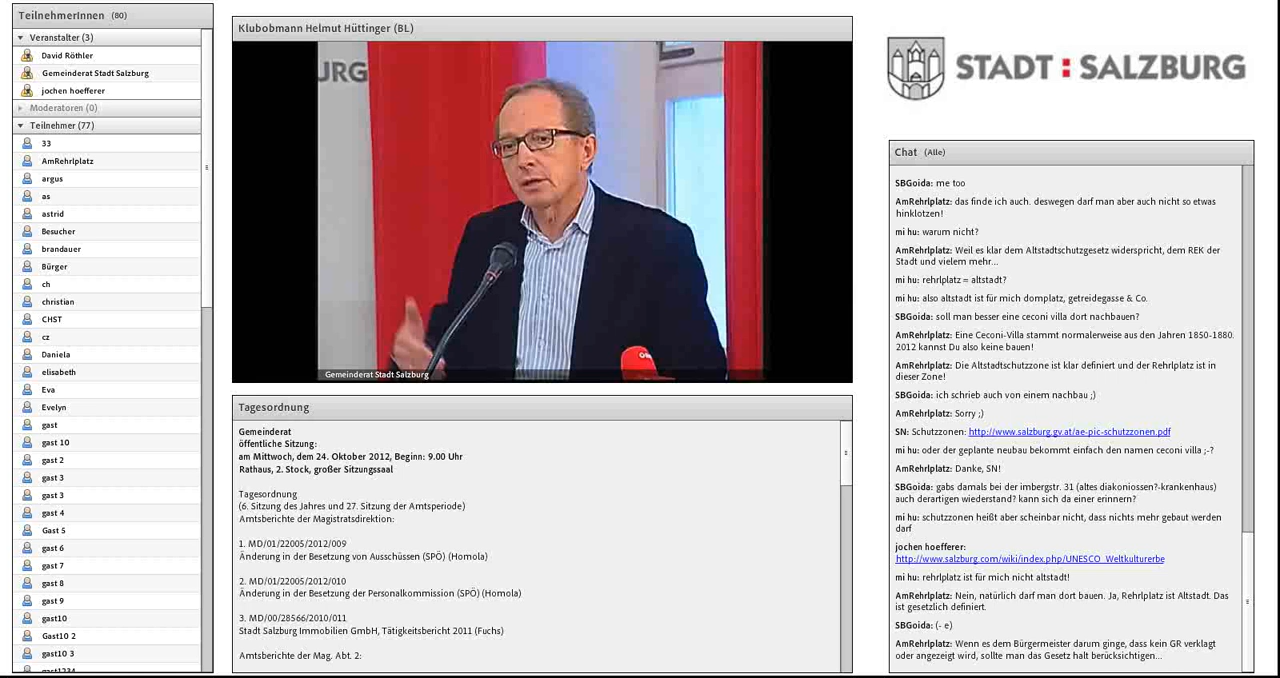 TeilnehmerInnen (80)
Veranstalter (3)
David Röthler
Gemeinderat Stadt Salzburg
jochen hoefferer
Moderatoren (0)
Teilnehmer (77)
33
AmRehrlplatz
argus
as
astrid
Besucher
brandauer
Bürger
ch
christian
CHST
cz
Daniela
elisabeth
Eva
Evelyn
gast
gast 10
gast 2
gast 3
gast 3
gast 4
Gast 5
gast 6
gast 7
gast 8
gast 9
gast10
Gast10 2
gast10 3
gast1234
Klubobmann Helmut Hüttinger (BL)
URG
Gemeinderat Stadt Salzburg
Tagesordnung
Gemeinderat
öffentliche Sitzung:
am Mittwoch, dem 24. Oktober 2012, Beginn: 9.00 Uhr
Rathaus, 2. Stock, großer Sitzungssaal
Tagesordnung
(6. Sitzung des Jahres und 27. Sitzung der Amtsperiode)
Amtsberichte der Magistratsdirektion:
1. MD/01/22005/2012/009
Änderung in der Besetzung von Ausschüssen (SPÖ) (Homola)
2. MD/01/22005/2012/010
Änderung in der Besetzung der Personalkommission (SPÖ) (Homola)
3. MD/00/28566/2010/011
Stadt Salzburg Immobilien GmbH, Tätigkeitsbericht 2011 (Fuchs)
Amtsberichte der Mag. Abt. 2:
STADT : SALZBURG
Chat (Alle)
SBGoida: me too
AmRehrlplatz: das finde ich auch. deswegen darf man aber auch nicht so etwas
hinklotzen!
mi hu: warum nicht?
AmRehrlplatz: Weil es klar dem Altstadtschutzgesetz widerspricht, dem REK der
Stadt und vielem mehr...
mi hu: rehrlplatz = altstadt?
mi hu: also altstadt ist für mich domplatz, getreidegasse & Co.
SBGoida: soll man besser eine ceconi villa dort nachbauen?
AmRehrlplatz: Eine Ceconi-Villa stammt normalerweise aus den Jahren 1850-1880.
2012 kannst Du also keine bauen!
AmRehrlplatz: Die Altstadtschutzzone ist klar definiert und der Rehrlplatz ist in
dieser Zone!
SBGoida: ich schrieb auch von einem nachbau ;)
AmRehrlplatz: Sorry ;)
SN: Schutzzonen: http://www.salzburg.gv.at/ae-pic-schutzzonen.pdf
mi hu: oder der geplante neubau bekommt einfach den namen ceconi villa ;-?
AmRehrlplatz: Danke, SN!
SBGoida: gabs damals bei der imbergstr. 31 (altes diakoniossen?-krankenhaus)
auch derartigen wiederstand? kann sich da einer erinnern?
mi hu: schutzzonen heißt aber scheinbar nicht, dass nichts mehr gebaut werden
darf
jochen hoefferer:
http://www.salzburg.com/wiki/index.php/UNESCO_Weltkulturerbe
mi hu: rehrlplatz ist für mich nicht altstadt!
AmRehrlplatz: Nein, natürlich darf man dort bauen. Ja, Rehrlplatz ist Altstadt. Das
ist gesetzlich definiert.
SBGoida: (- e)
AmRehrlplatz: Wenn es dem Bürgermeister darum ginge, dass kein GR verklagt
oder angezeigt wird, sollte man das Gesetz halt berücksichtigen...